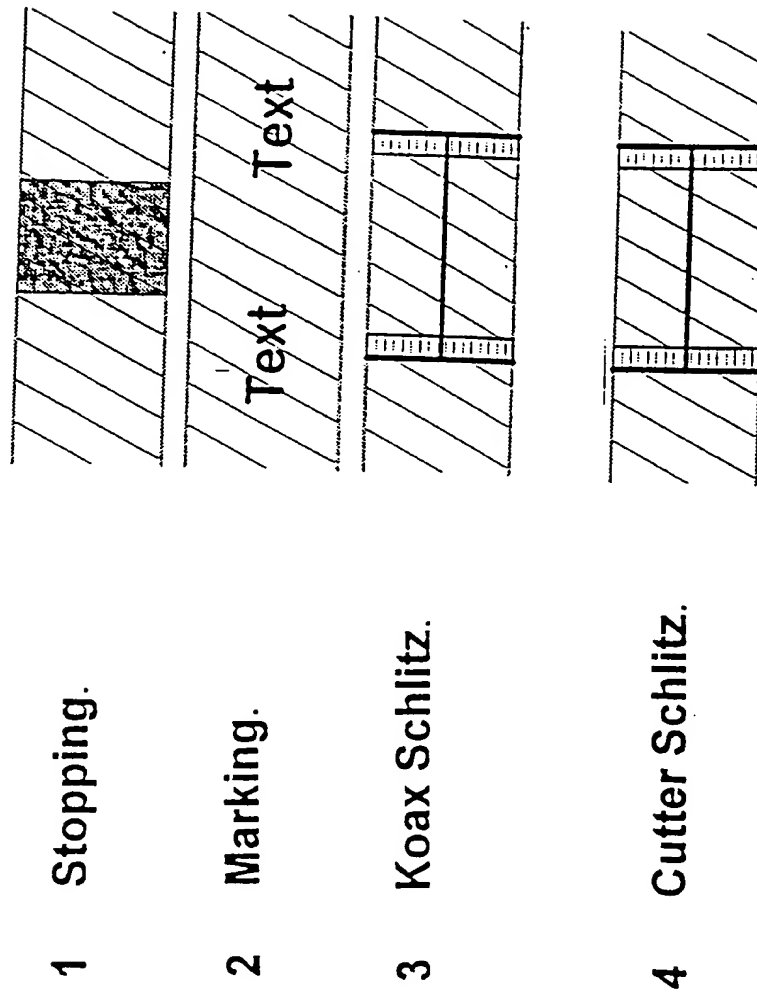 1 Stopping.
2 Marking.
Text Text
3 Koax Schlitz.
4 Cutter Schlitz.